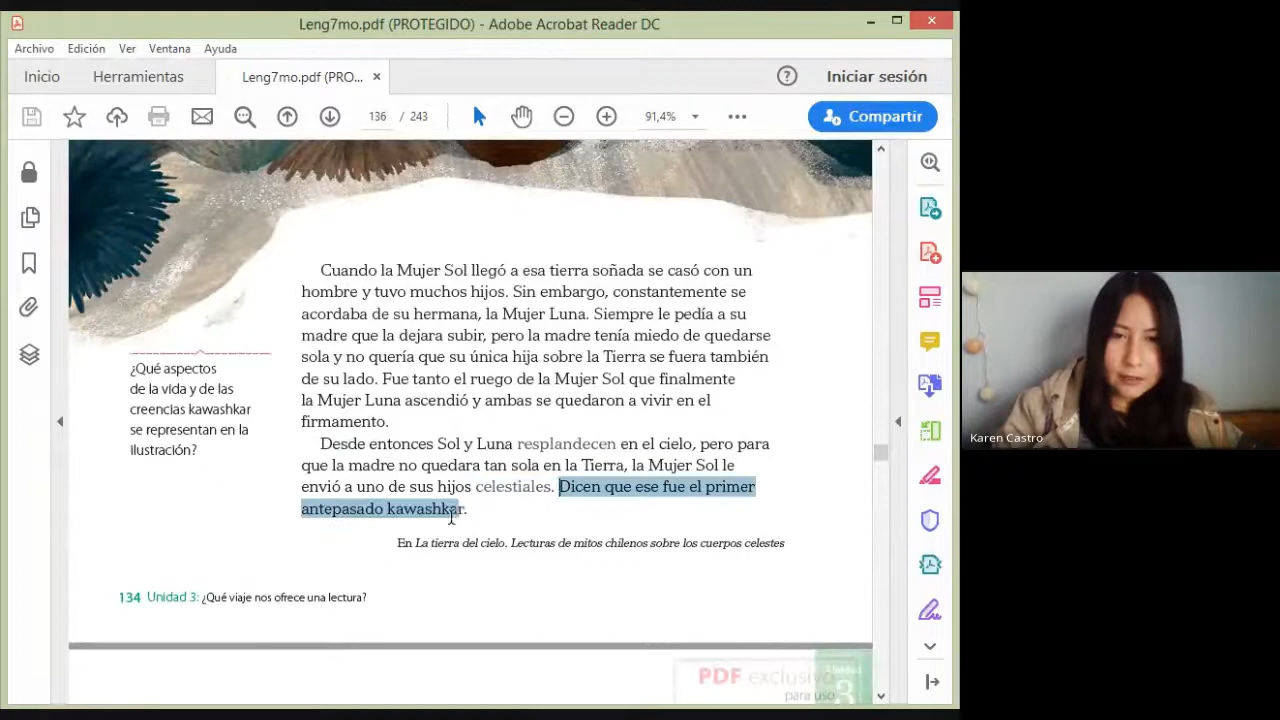 Leng7mo.pdf (PROTEGIDO) - Adobe Acrobat Reader DC
Archivo Edición Ver Ventana Ayuda
Inicio Herramientas Leng7mo.pdf (PRO... × Iniciar sesión
136 / 243 91,4% Compartir
Cuando la Mujer Sol llegó a esa tierra soñada se casó con un
hombre y tuvo muchos hijos. Sin embargo, constantemente se
acordaba de su hermana, la Mujer Luna. Siempre le pedía a su
madre que la dejara subir, pero la madre tenía miedo de quedarse
sola y no quería que su única hija sobre la Tierra se fuera también
de su lado. Fue tanto el ruego de la Mujer Sol que finalmente
la Mujer Luna ascendió y ambas se quedaron a vivir en el
firmamento.
Desde entonces Sol y Luna resplandecen en el cielo, pero para
que la madre no quedara tan sola en la Tierra, la Mujer Sol le
envió a uno de sus hijos celestiales. Dicen que ese fue el primer
antepasado kawashkar.
¿Qué aspectos
de la vida y de las
creencias kawashkar
se representan en la
ilustración?
En La tierra del cielo. Lecturas de mitos chilenos sobre los cuerpos celestes
134 Unidad 3: ¿Qué viaje nos ofrece una lectura?
PDF exclusivo
para uso
Unidad
3
Karen Castro